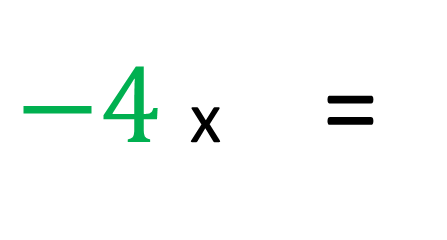 −4 x =